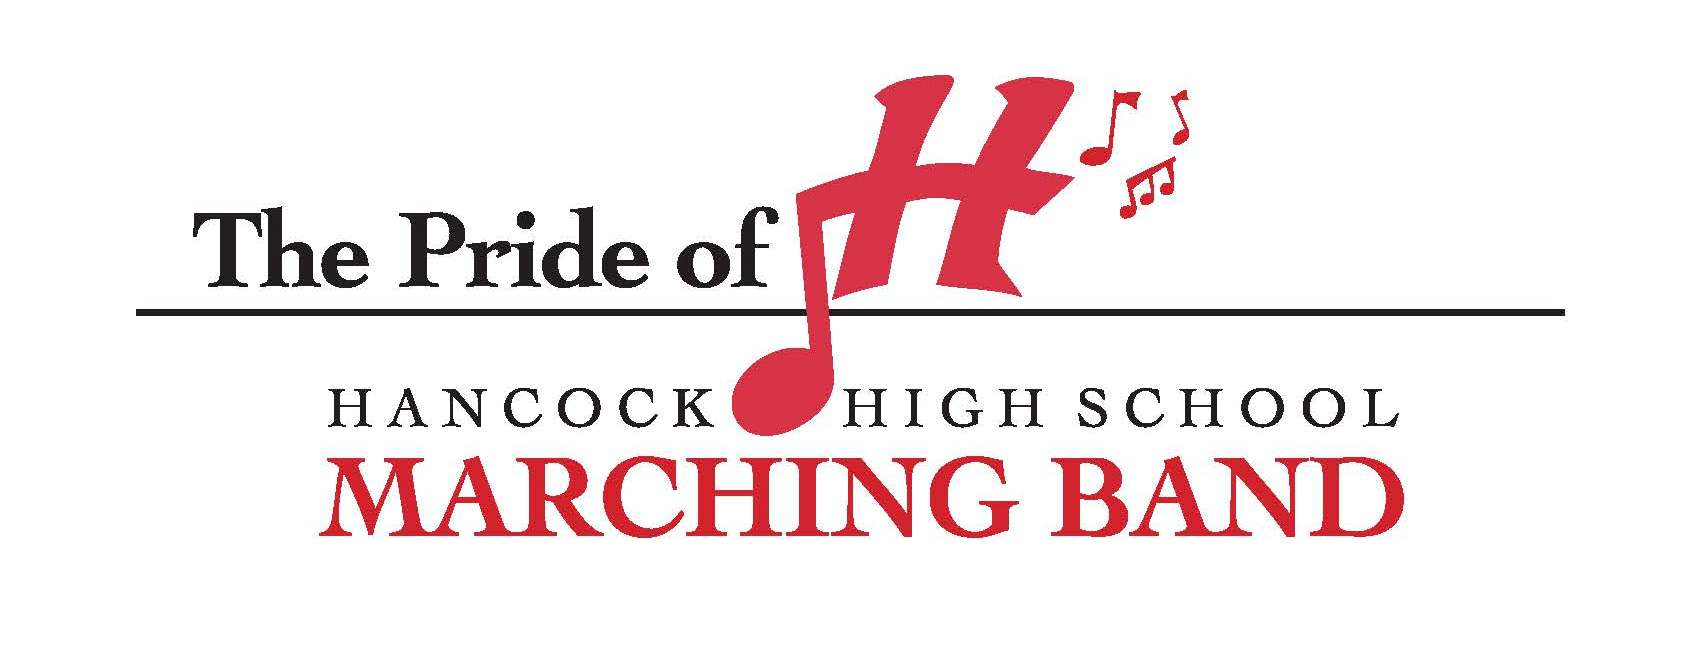 The Pride of H
HANCOCK HIGH SCHOOL
MARCHING BAND